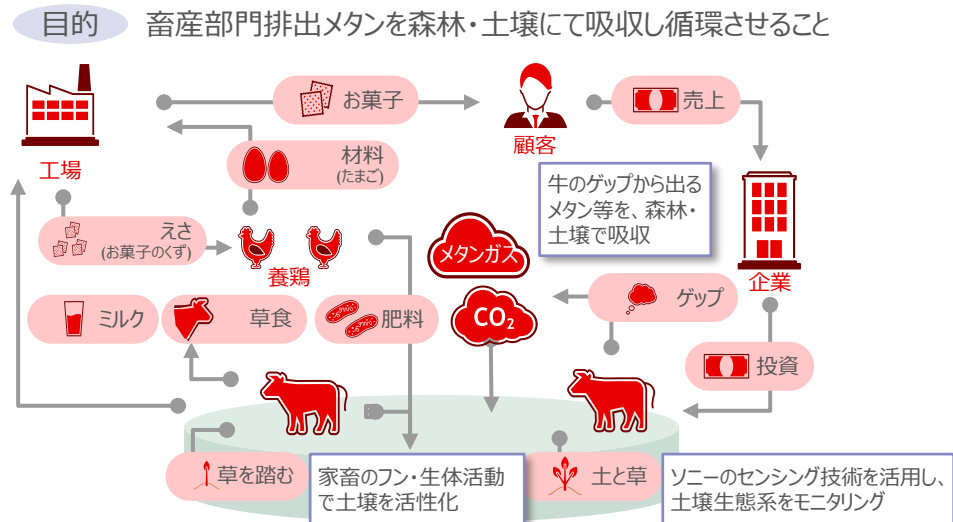 目的
畜産部門排出メタンを森林・土壌にて吸収し循環させること
お菓子
売上
工場
顧客
材料
(たまご)
牛のゲップから出る
メタン等を、森林・
土壌で吸収
えさ
(お菓子のくず)
養鶏
メタンガス
企業
ミルク
草食
肥料
CO₂
ゲップ
投資
草を踏む
家畜のフン・生体活動
で土壌を活性化
土と草
ソニーのセンシング技術を活用し、
土壌生態系をモニタリング